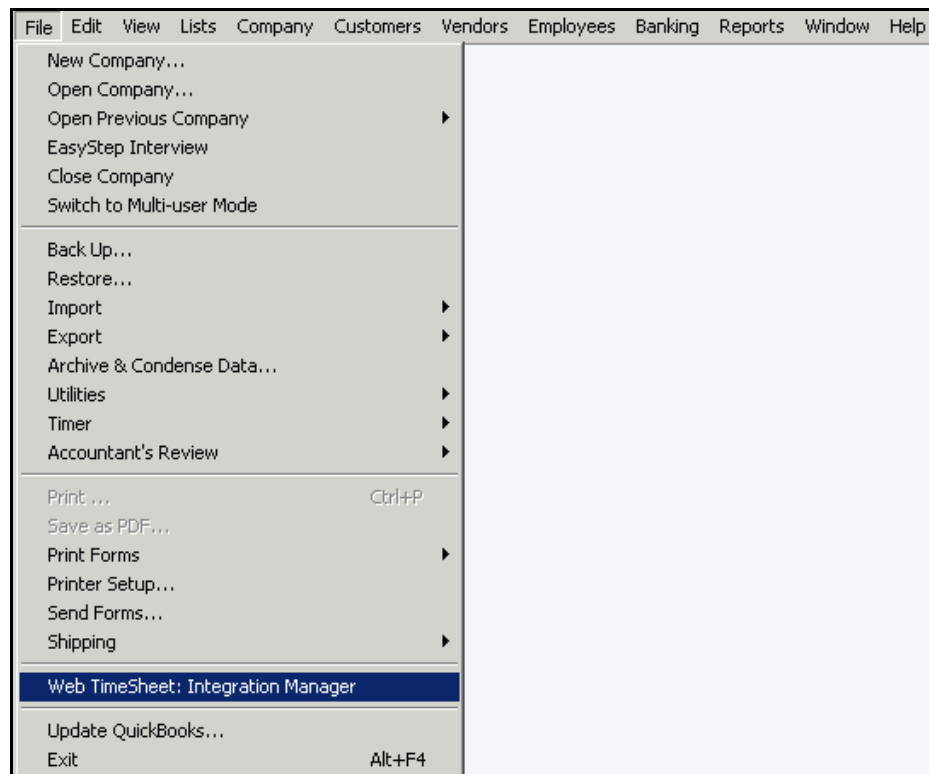 File Edit View Lists Company Customers Vendors Employees Banking Reports Window Help
New Company...
Open Company...
Open Previous Company
EasyStep Interview
Close Company
Switch to Multi-user Mode
Back Up...
Restore...
Import
Export
Archive & Condense Data...
Utilities
Timer
Accountant's Review
Print ... Ctrl+P
Save as PDF...
Print Forms
Printer Setup...
Send Forms...
Shipping
Web TimeSheet: Integration Manager
Update QuickBooks...
Exit Alt+F4